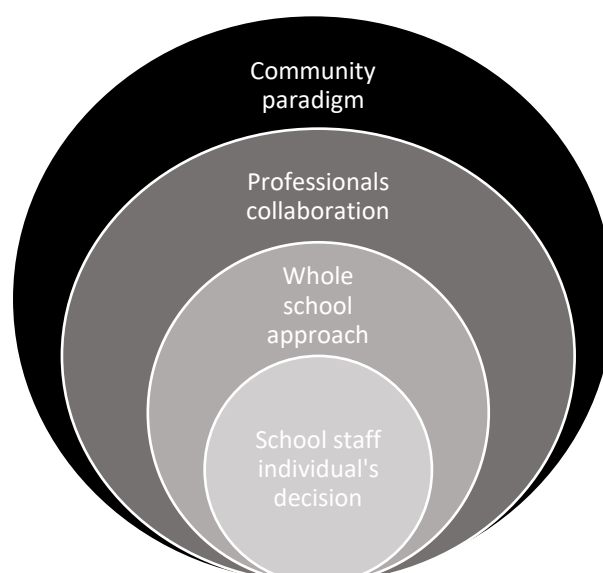 Community
paradigm
Professionals
collaboration
Whole
school
approach
School staff
individual's
decision